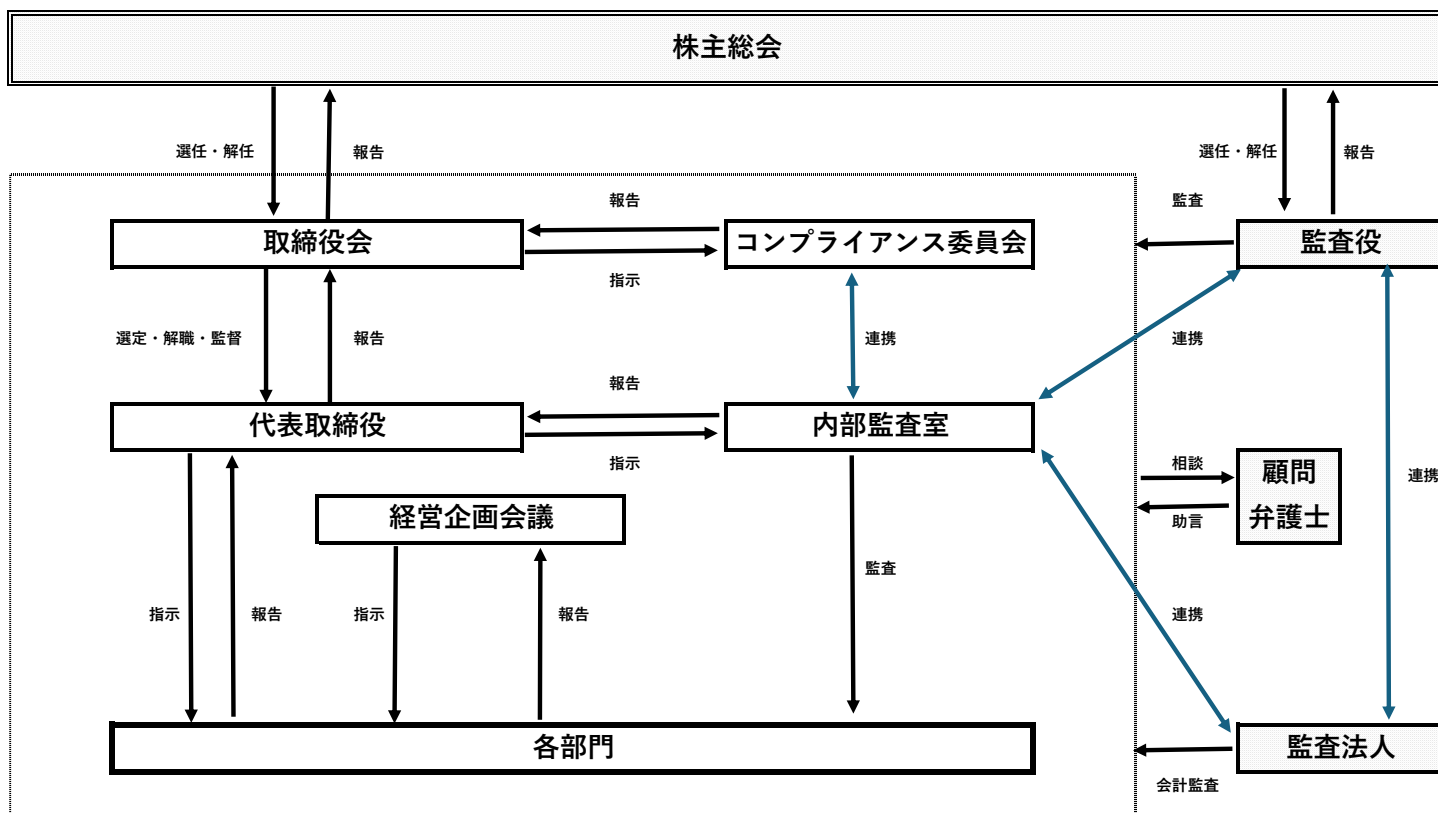 株主総会
選任・解任
報告
選任・解任
報告
報告
監査
取締役会
コンプライアンス委員会
監査役
指示
選定・解職・監督
報告
連携
連携
報告
代表取締役
内部監査室
指示
相談
顧問
弁護士
連携
経営企画会議
助言
監査
指示
報告
指示
報告
連携
各部門
監査法人
会計監査